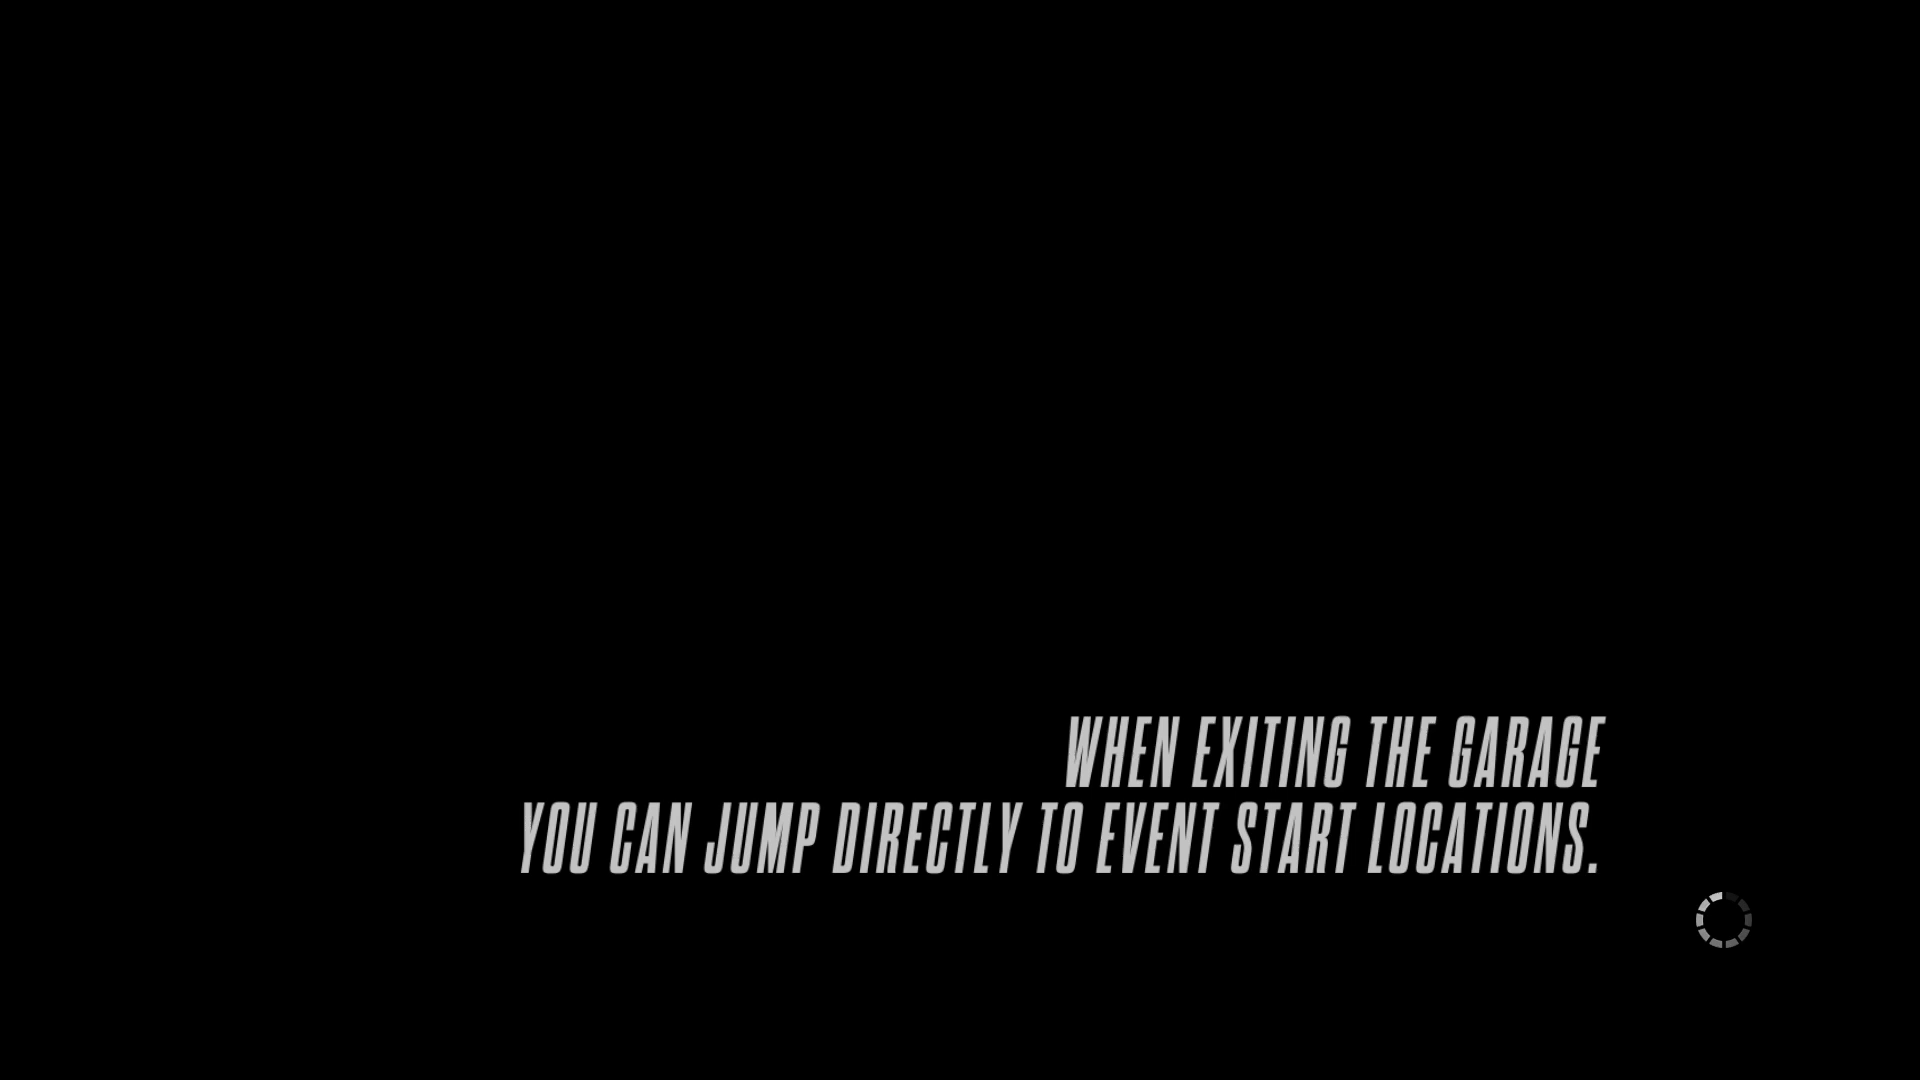 WHEN EXITING THE GARAGE
YOU CAN JUMP DIRECTLY TO EVENT START LOCATIONS.